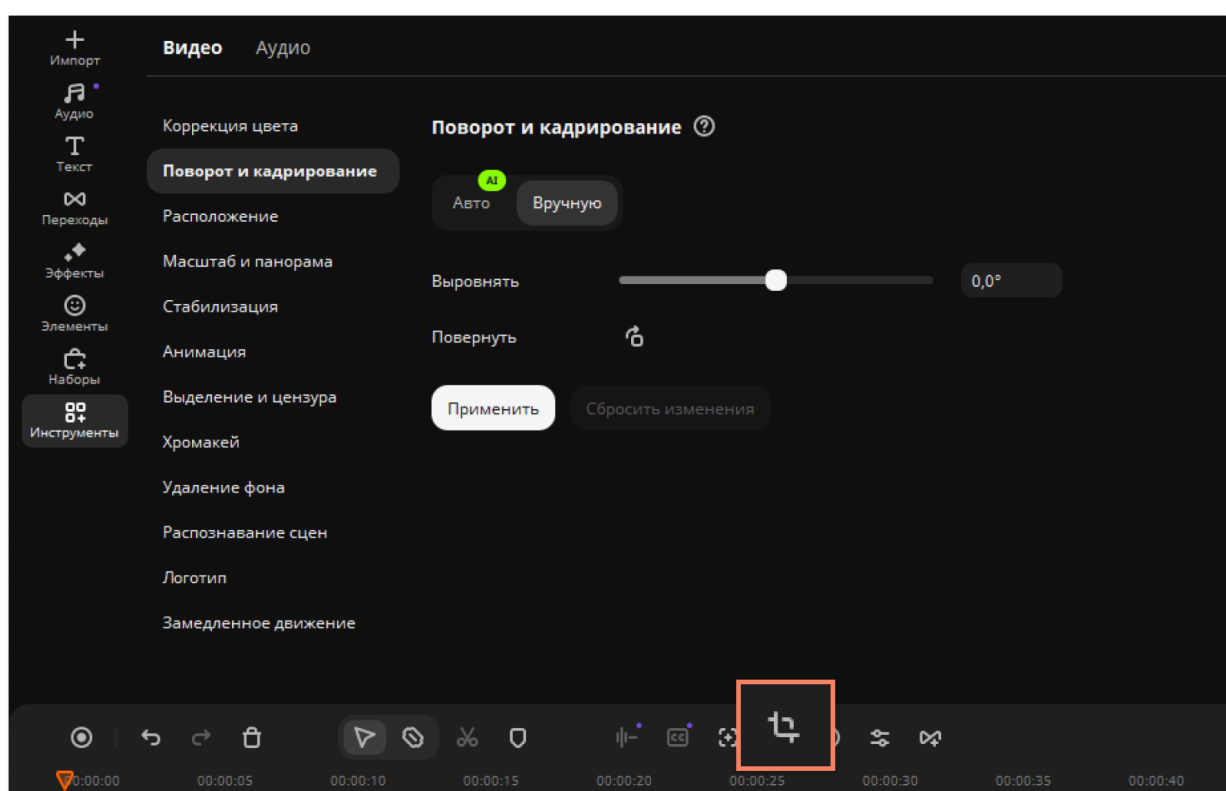 Импорт
Аудио
Текст
Переходы
Эффекты
Элементы
Наборы
Инструменты
Видео Аудио
Коррекция цвета
Поворот и кадрирование
Расположение
Масштаб и панорама
Стабилизация
Анимация
Выделение и цензура
Хромакей
Удаление фона
Распознавание сцен
Логотип
Замедленное движение
Поворот и кадрирование ?
AI
Авто Вручную
Выровнять 0,0°
Повернуть
Применить Сбросить изменения
CC
0:00:00 00:00:05 00:00:10 00:00:15 00:00:20 00:00:25 00:00:30 00:00:35 00:00:40